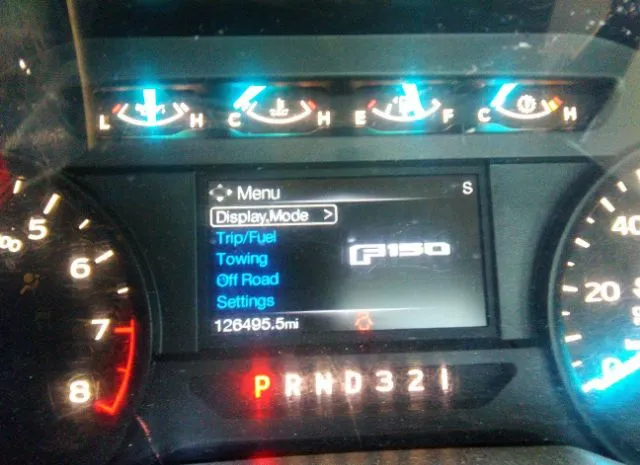 L H C H E F C H
Menu S
Display Mode >
Trip/Fuel
Towing
Off Road
Settings
F150
126495.5mi
5
6
7
8
40
20
0
P R N D 3 2 1